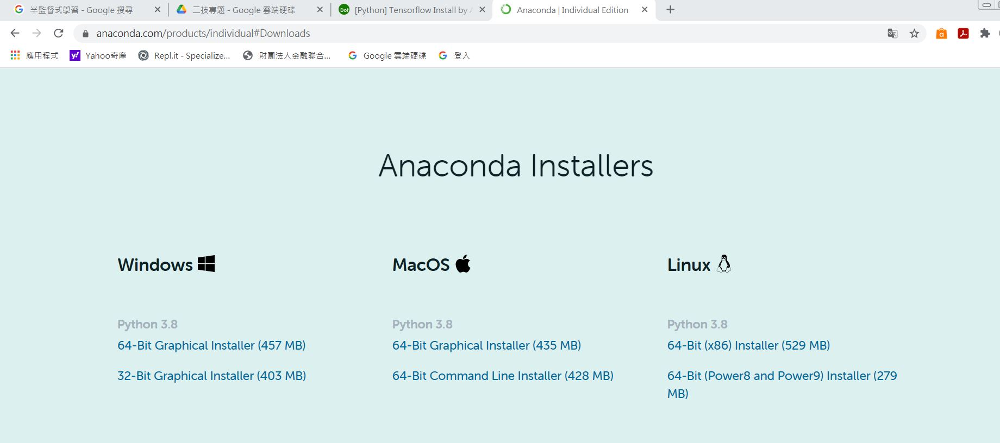 半監督式學習 - Google 搜尋
二技專題 - Google 雲端硬碟
Dot [Python] Tensorflow Install by A
Anaconda | Individual Edition
anaconda.com/products/individual#Downloads
應用程式 Yahoo奇摩 Repl.it - Specialize... 財團法人金融聯合... Google 雲端硬碟 登入
Anaconda Installers
Windows
Python 3.8
64-Bit Graphical Installer (457 MB)
32-Bit Graphical Installer (403 MB)
MacOS
Python 3.8
64-Bit Graphical Installer (435 MB)
64-Bit Command Line Installer (428 MB)
Linux
Python 3.8
64-Bit (x86) Installer (529 MB)
64-Bit (Power8 and Power9) Installer (279
MB)